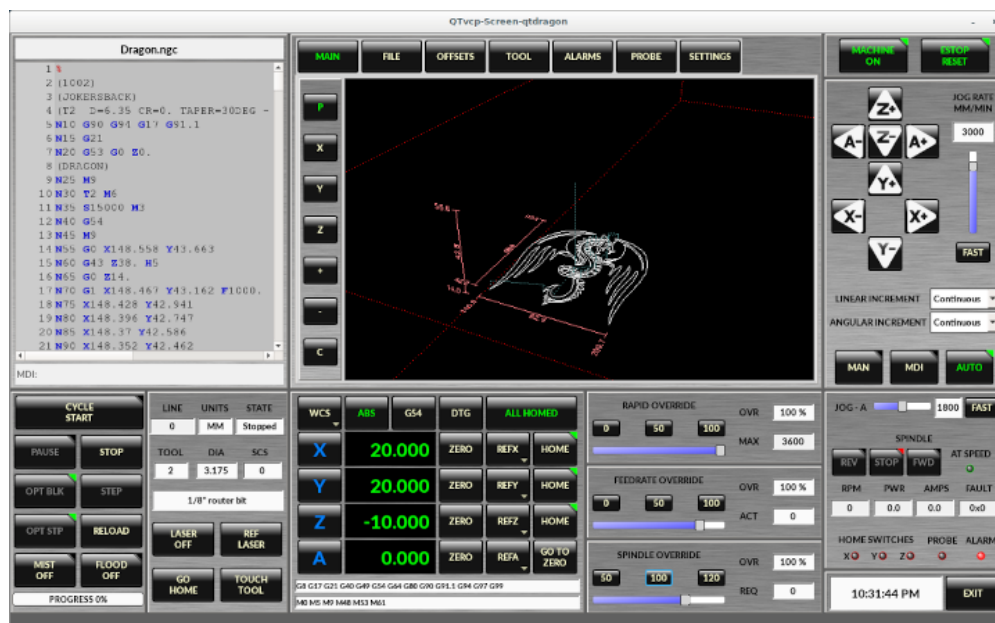 QTvcp-Screen-qtdragon
Dragon.ngc
1 %
2 (1002)
3 (JOKERSBACK)
4 (T2 D=6.35 CR=0. TAPER=30DEG -
5 N10 G90 G94 G17 G91.1
6 N15 G21
7 N20 G53 G0 Z0.
8 (DRAGON)
9 N25 M9
10 N30 T2 M6
11 N35 S15000 M3
12 N40 G54
13 N45 M9
14 N55 G0 X148.558 Y43.663
15 N60 G43 Z38. H5
16 N65 G0 Z14.
17 N70 G1 X148.467 Y43.162 F1000.
18 N75 X148.428 Y42.941
19 N80 X148.396 Y42.747
20 N85 X148.37 Y42.586
21 N90 X148.352 Y42.462
MDI:
MAIN FILE OFFSETS TOOL ALARMS PROBE SETTINGS
P
X
Y
Z
+
-
C
MACHINE ON
ESTOP RESET
JOG RATE
MM/MIN
3000
Z+
A- Z- A+
Y+
X- X+
Y-
FAST
LINEAR INCREMENT Continuous
ANGULAR INCREMENT Continuous
MAN MDI AUTO
CYCLE START
PAUSE STOP
OPT BLK STEP
OPT STP RELOAD
MIST OFF FLOOD OFF
PROGRESS 0%
LINE UNITS STATE
0 MM Stopped
TOOL DIA SCS
2 3.175 0
1/8" router bit
LASER OFF REF LASER
GO HOME TOUCH TOOL
WCS ABS G54 DTG ALL HOMED
X 20.000 ZERO REFX HOME
Y 20.000 ZERO REFY HOME
Z -10.000 ZERO REFZ HOME
A 0.000 ZERO REFA GO TO ZERO
G8 G17 G21 G40 G49 G54 G64 G80 G90 G91.1 G94 G97 G99
M0 M5 M9 M48 M53 M61
RAPID OVERRIDE OVR 100 %
0 50 100
MAX 3600
FEEDRATE OVERRIDE OVR 100 %
0 50 100
ACT 0
SPINDLE OVERRIDE OVR 100 %
50 100 120
REQ 0
JOG - A 1800 FAST
SPINDLE
REV STOP FWD AT SPEED
RPM PWR AMPS FAULT
0 0.0 0.0 0x0
HOME SWITCHES PROBE ALARM
X Y Z
10:31:44 PM EXIT